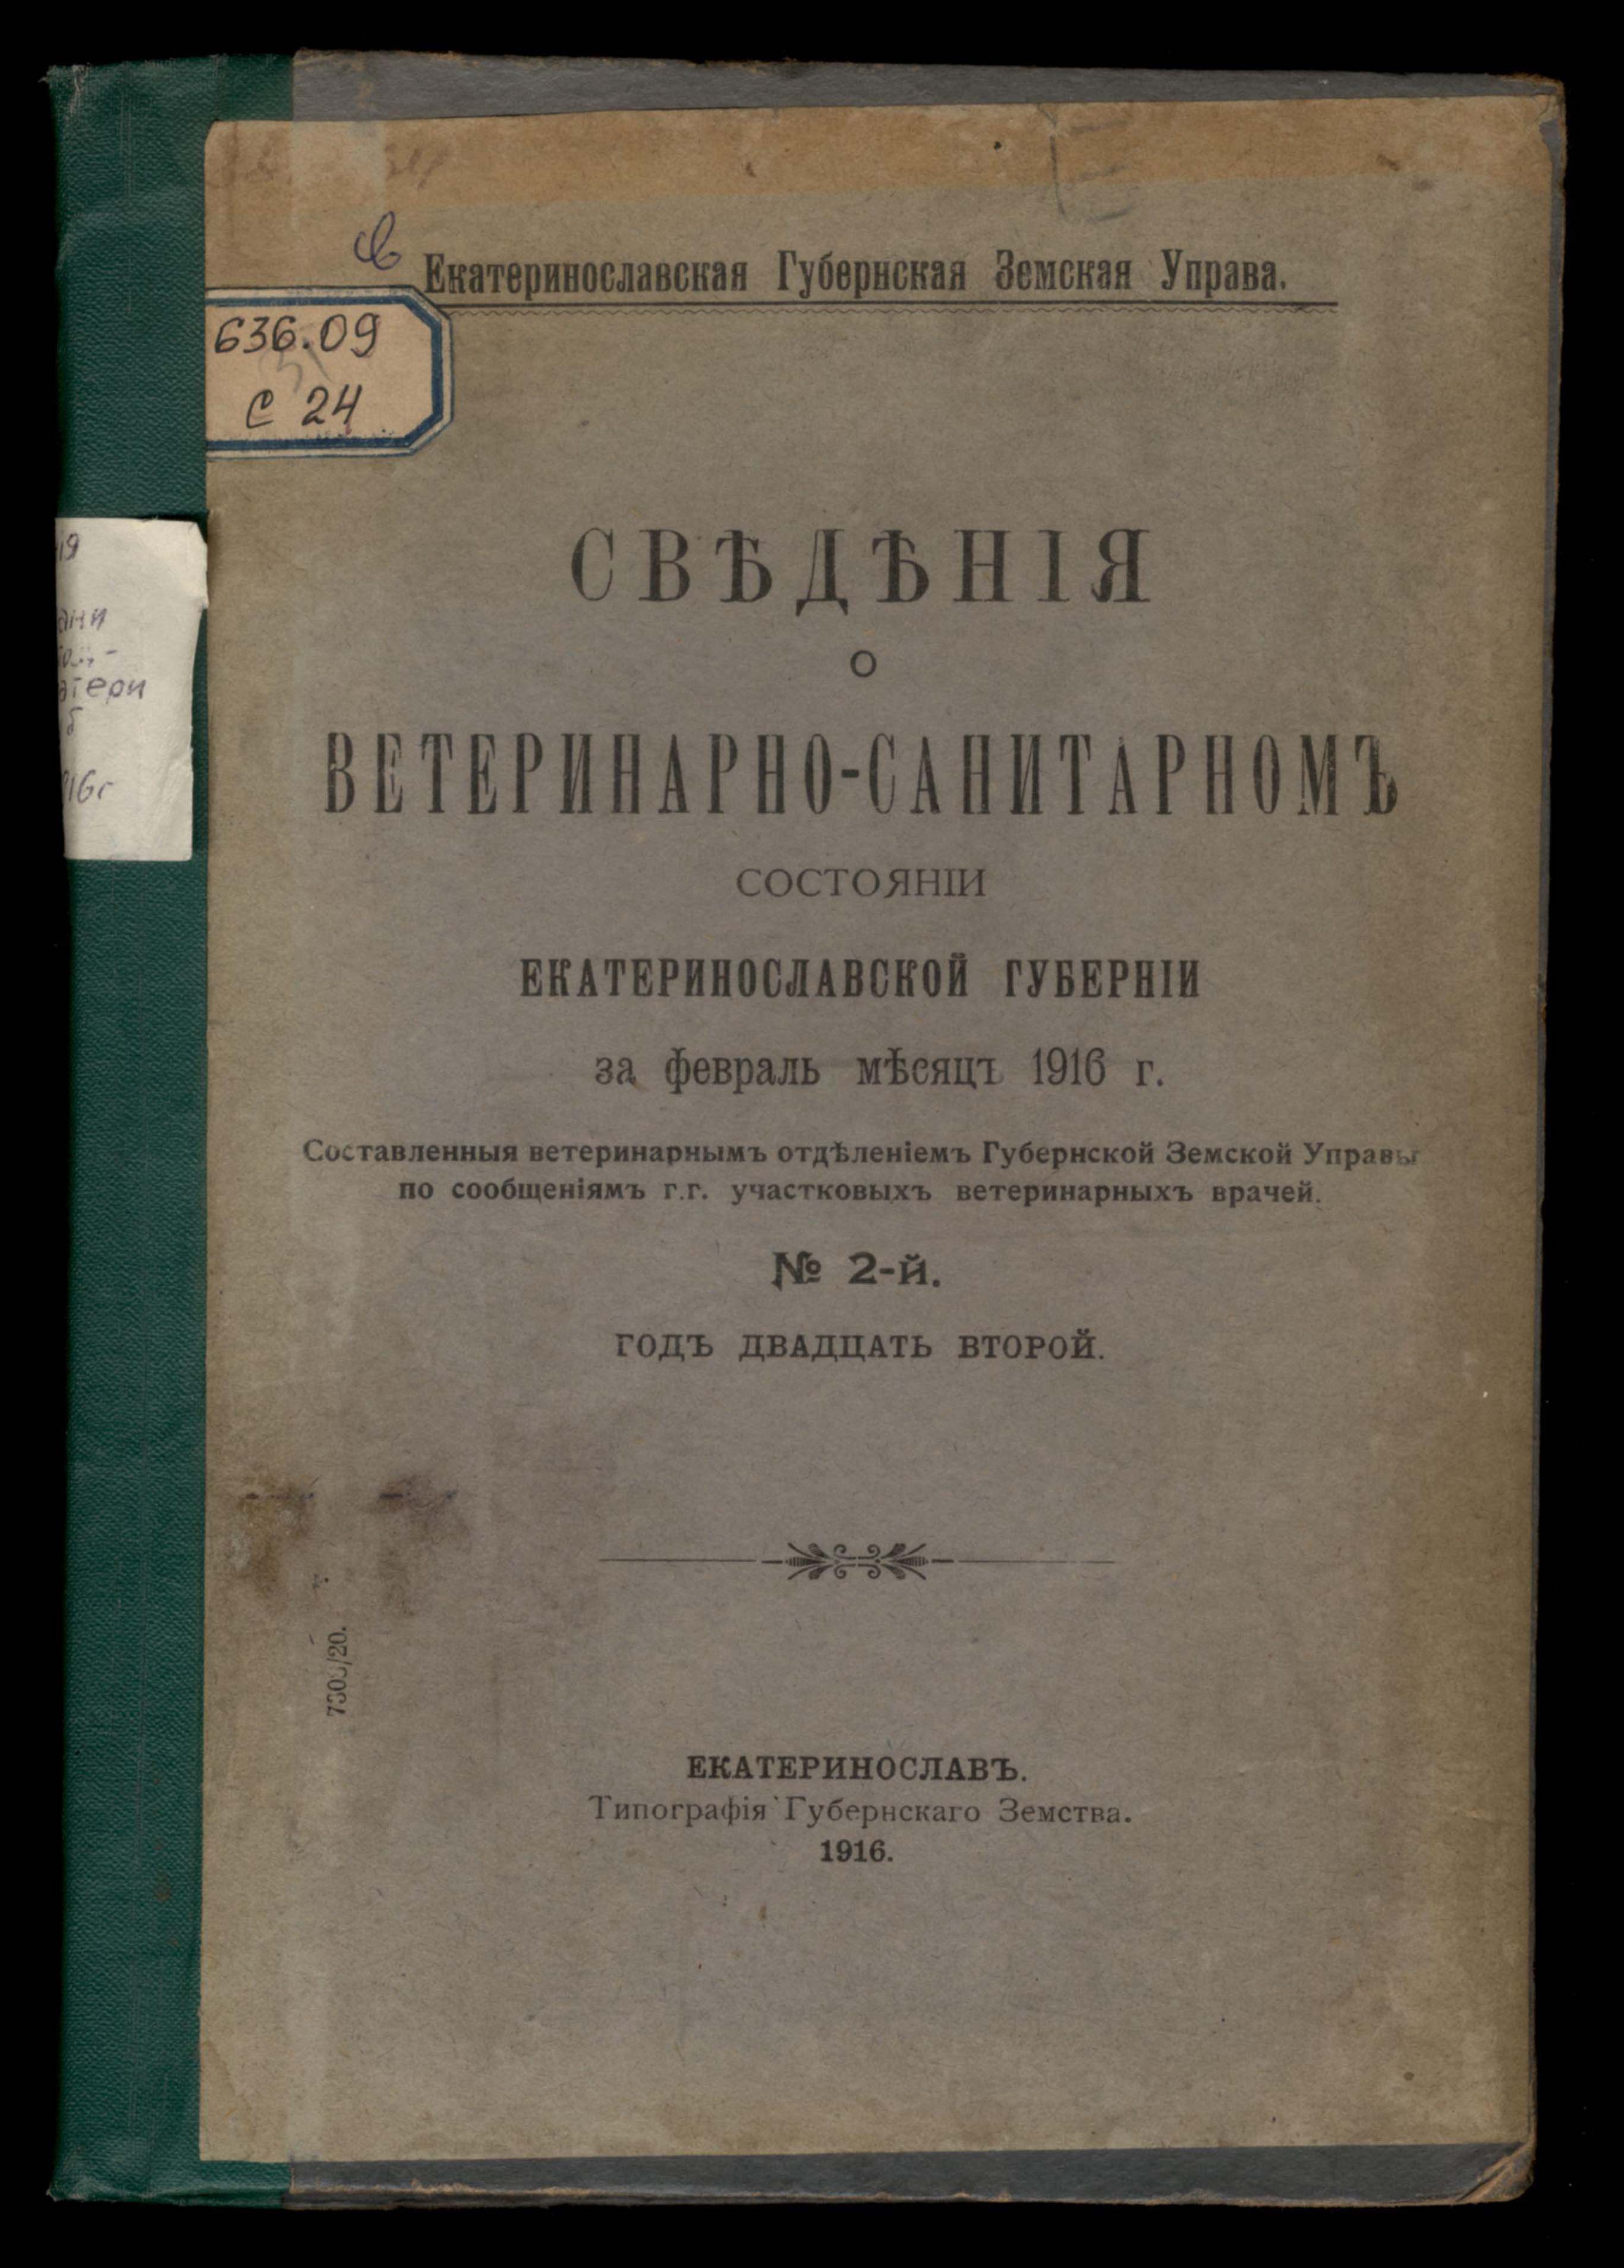 Екатеринославская Губернская Земская Управа.
636.09
С 24
СВѢДѢНІЯ
О
ВЕТЕРИНАРНО-САНИТАРНОМЪ
СОСТОЯНІИ
ЕКАТЕРИНОСЛАВСКОЙ ГУБЕРНІИ
за февраль мѣсяцъ 1916 г.
Составленныя ветеринарнымъ отдѣленіемъ Губернской Земской Управы
по сообщеніямъ г.г. участковыхъ ветеринарныхъ врачей.
№ 2-й.
ГОДЪ ДВАДЦАТЬ ВТОРОЙ.
ЕКАТЕРИНОСЛАВЪ.
Типографія Губернскаго Земства.
1916.